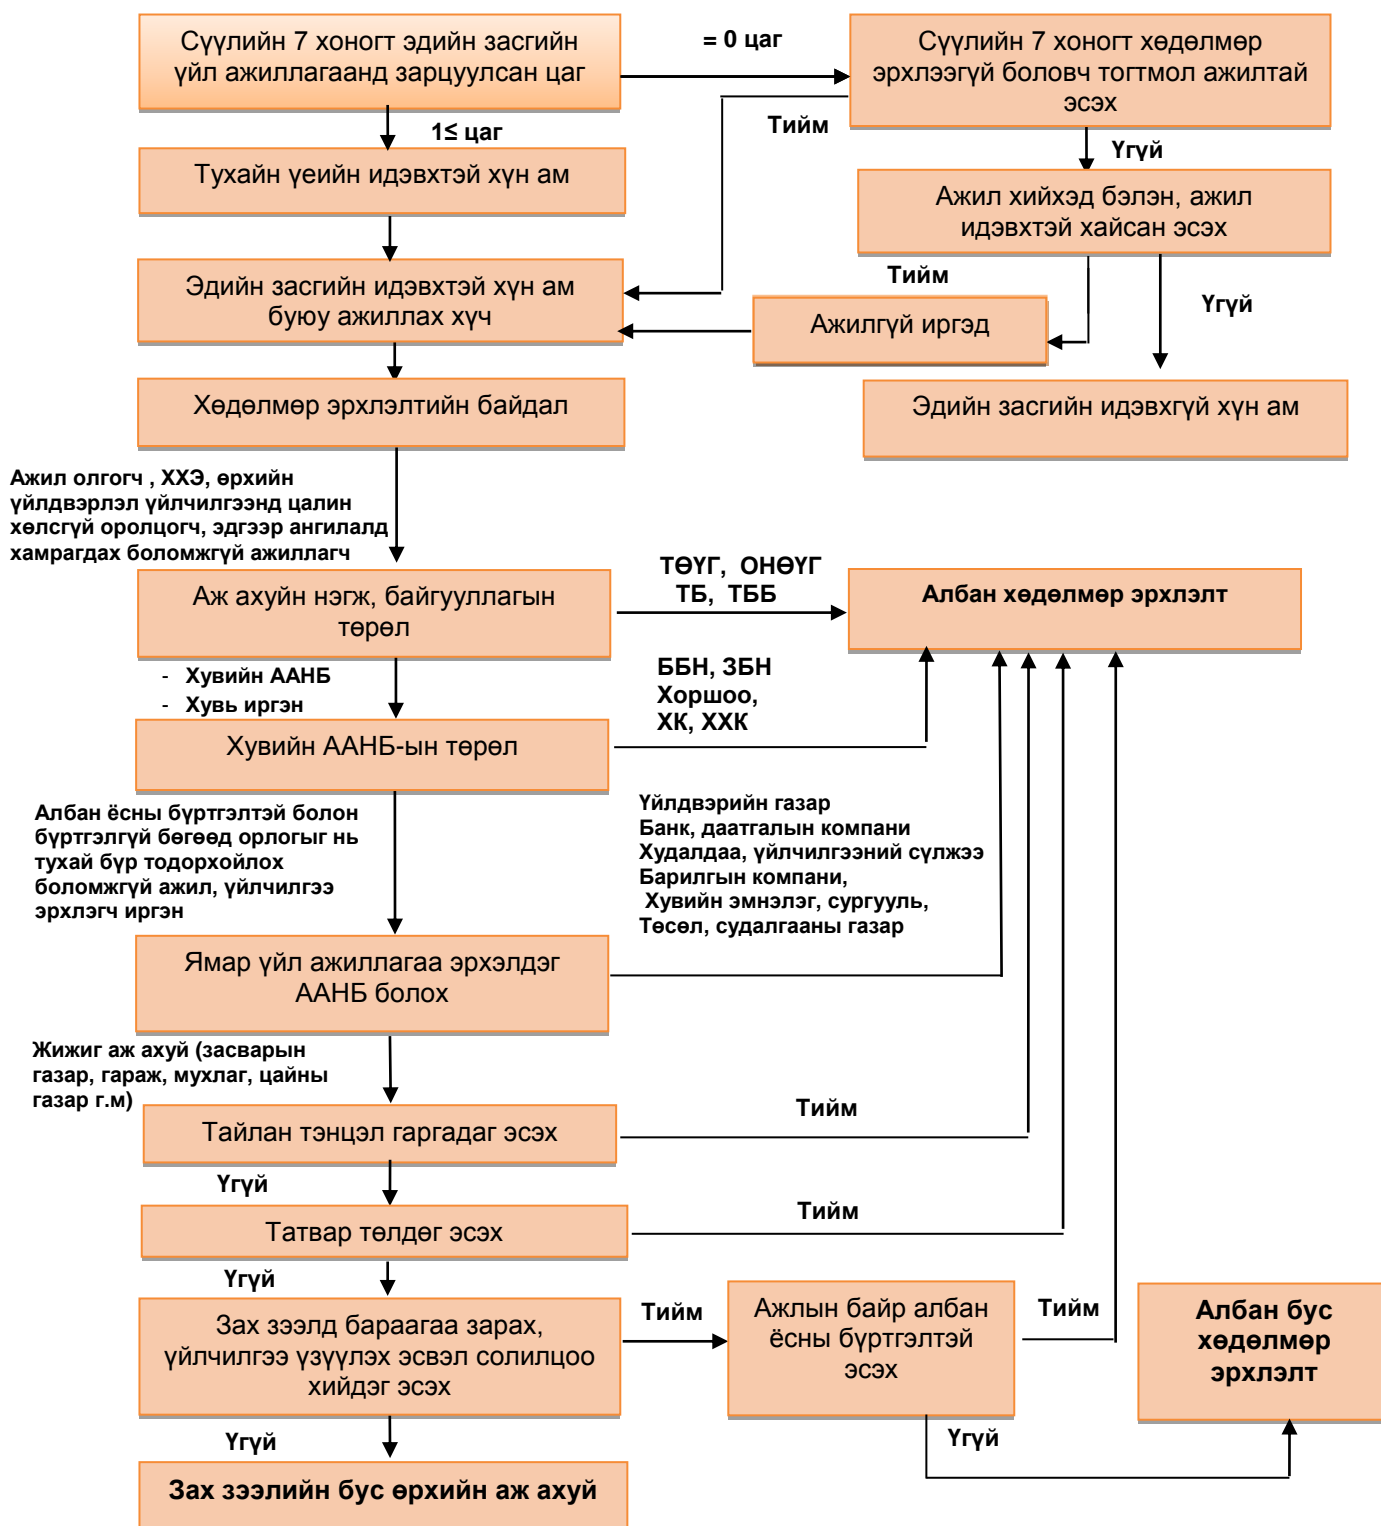 Сүүлийн 7 хоногт эдийн засгийн
үйл ажиллагаанд зарцуулсан цаг
= 0 цаг
Сүүлийн 7 хоногт хөдөлмөр
эрхлээгүй боловч тогтмол ажилтай
эсэх
Тийм
1≤ цаг
Үгүй
Тухайн үеийн идэвхтэй хүн ам
Ажил хийхэд бэлэн, ажил
идэвхтэй хайсан эсэх
Эдийн засгийн идэвхтэй хүн ам
буюу ажиллах хүч
Тийм
Үгүй
Ажилгүй иргэд
Хөдөлмөр эрхлэлтийн байдал
Эдийн засгийн идэвхгүй хүн ам
Ажил олгогч , ХХЭ, өрхийн
үйлдвэрлэл үйлчилгээнд цалин
хөлсгүй оролцогч, эдгээр ангилалд
хамрагдах боломжгүй ажиллагч
Аж ахуйн нэгж, байгууллагын
төрөл
ТӨҮГ, ОНӨҮГ
ТБ, ТББ
Албан хөдөлмөр эрхлэлт
- Хувийн ААНБ
- Хувь иргэн
ББН, ЗБН
Хоршоо,
ХК, ХХК
Хувийн ААНБ-ын төрөл
Албан ёсны бүртгэлтэй болон
бүртгэлгүй бөгөөд орлогыг нь
тухай бүр тодорхойлох
боломжгүй ажил, үйлчилгээ
эрхлэгч иргэн
Үйлдвэрийн газар
Банк, даатгалын компани
Худалдаа, үйлчилгээний сүлжээ
Барилгын компани,
Хувийн эмнэлэг, сургууль,
Төсөл, судалгааны газар
Ямар үйл ажиллагаа эрхэлдэг
ААНБ болох
Жижиг аж ахуй (засварын
газар, гараж, мухлаг, цайны
газар г.м)
Тайлан тэнцэл гаргадаг эсэх
Тийм
Үгүй
Татвар төлдөг эсэх
Тийм
Үгүй
Зах зээлд бараагаа зарах,
үйлчилгээ үзүүлэх эсвэл солилцоо
хийдэг эсэх
Тийм
Ажлын байр албан
ёсны бүртгэлтэй
эсэх
Тийм
Албан бус
хөдөлмөр
эрхлэлт
Үгүй
Үгүй
Зах зээлийн бус өрхийн аж ахуй